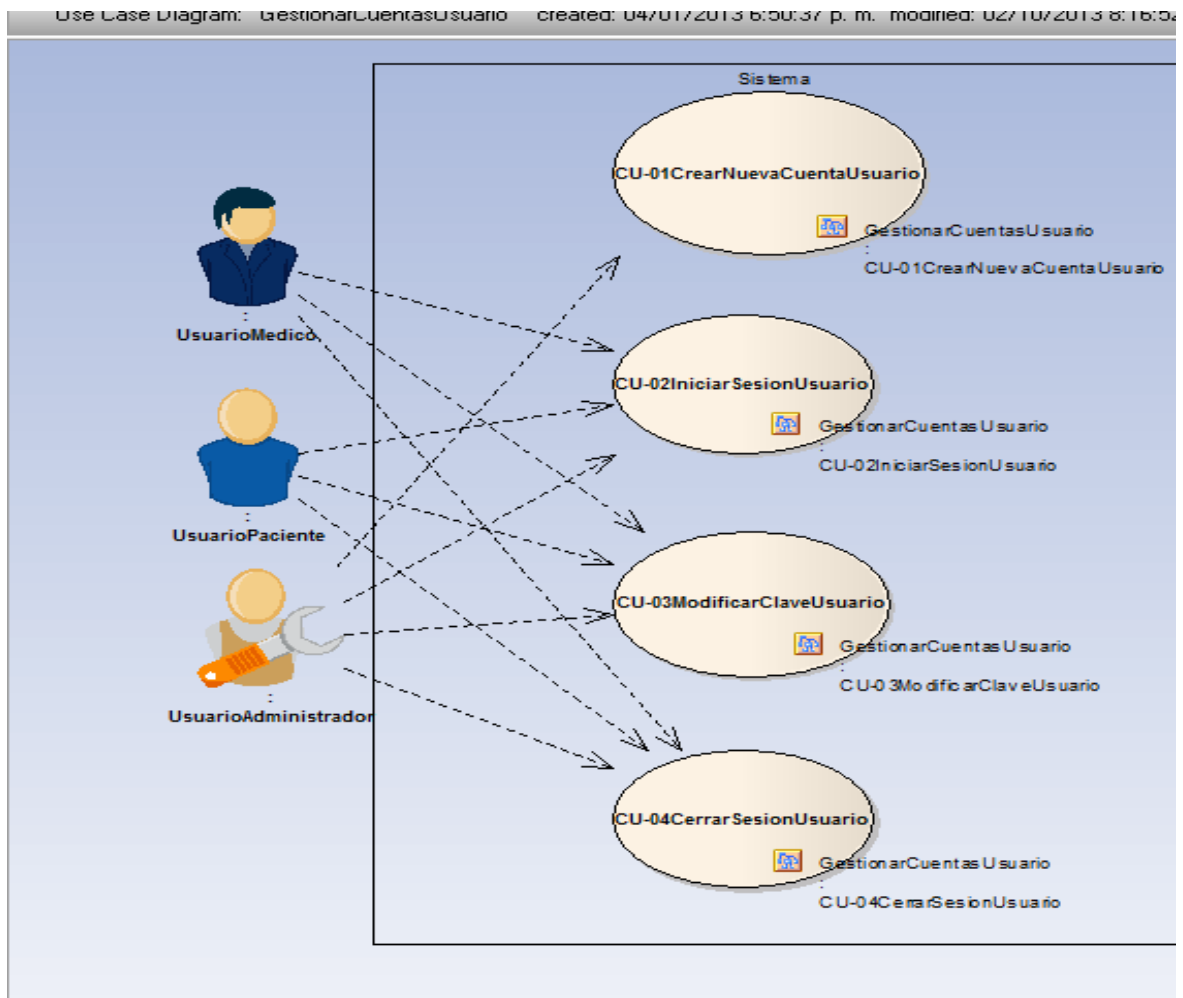 Use Case Diagram: GestionarCuentasUsuario created: 04/01/2013 6:50:37 p. m. modified: 02/10/2013 8:16:52
Sistema
CU-01CrearNuevaCuentaUsuario
GestionarCuentasUsuario
:
CU-01CrearNuevaCuentaUsuario
:
UsuarioMedico
CU-02IniciarSesionUsuario
GestionarCuentasUsuario
:
CU-02IniciarSesionUsuario
:
UsuarioPaciente
CU-03ModificarClaveUsuario
GestionarCuentasUsuario
:
CU-03ModificarClaveUsuario
:
UsuarioAdministrador
CU-04CerrarSesionUsuario
GestionarCuentasUsuario
:
CU-04CerrarSesionUsuario